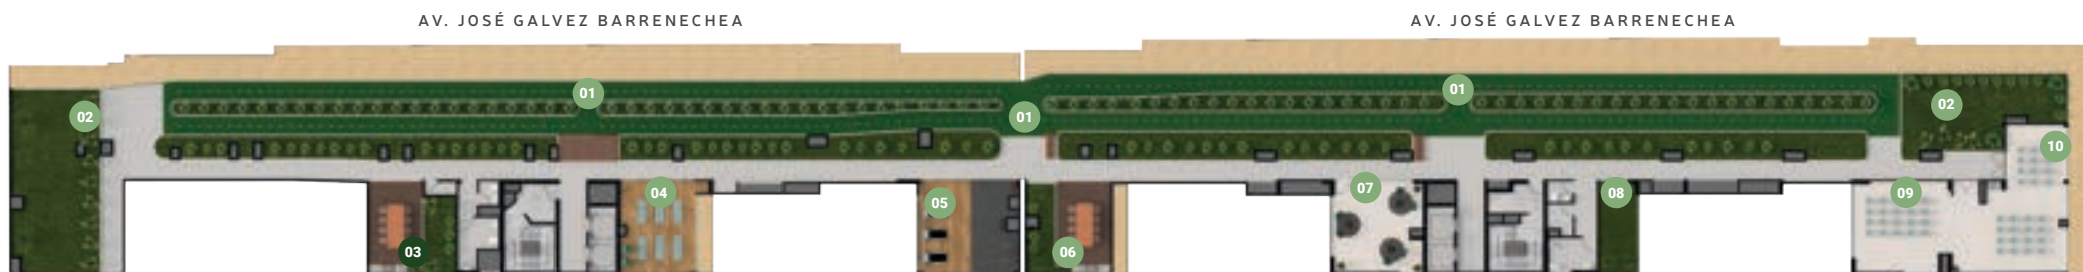 AV. JOSÉ GALVEZ BARRENECHEA AV. JOSÉ GALVEZ BARRENECHEA
01 01
02 01 02
10
04 05 07 08 09
03 06